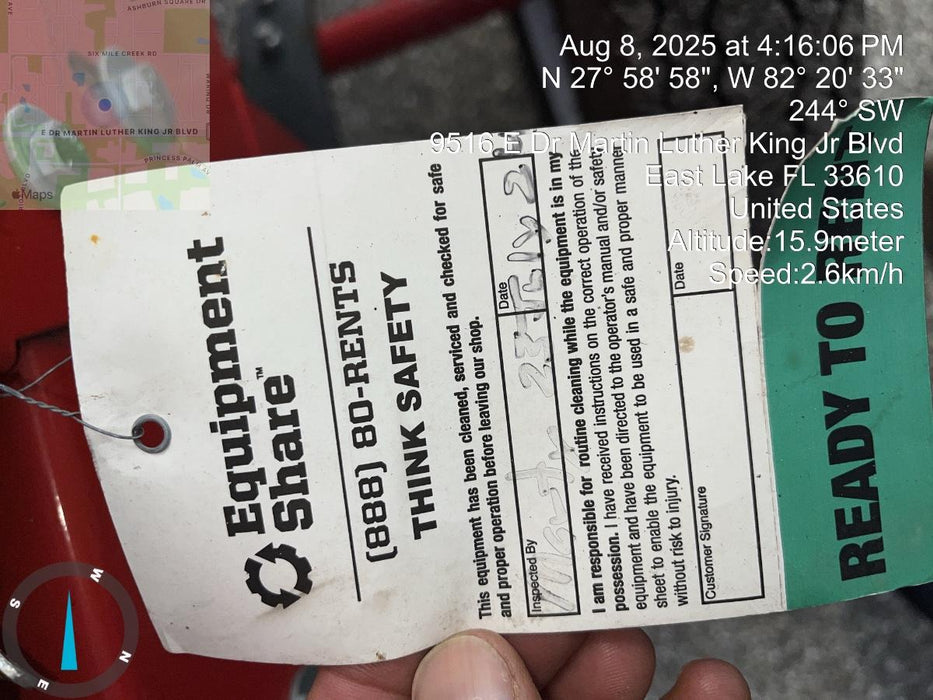 Aug 8, 2025 at 4:16:06 PM
N 27° 58' 58", W 82° 20' 33"
244° SW
9516 E Dr Martin Luther King Jr Blvd
East Lake FL 33610
United States
Altitude:15.9meter
Speed:2.6km/h
ASHBURN SQUARE DR
SIX MILE CREEK RD
E DR MARTIN LUTHER KING JR BLVD
PRINCESS PALM AV
Maps
W
S
N
E
Equipment
Share™
(888) 80-RENTS
THINK SAFETY
This equipment has been cleaned, serviced and checked for safe
and proper operation before leaving our shop.
Inspected By
Date
I am responsible for routine cleaning while the equipment is in my
possession. I have received instructions on the correct operation of the
equipment and have been directed to the operator's manual and/or safety
sheet to enable the equipment to be used in a safe and proper manner
without risk to injury.
Customer Signature
Date
READY TO RENT